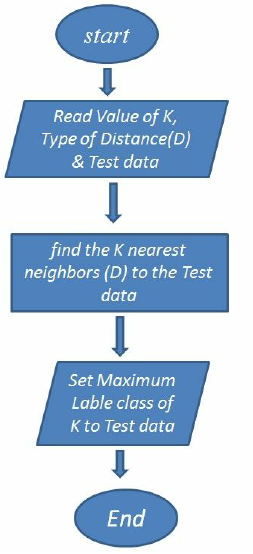 start
Read Value of K,
Type of Distance(D)
& Test data
find the K nearest
neighbors (D) to the Test
data
Set Maximum
Lable class of
K to Test data
End